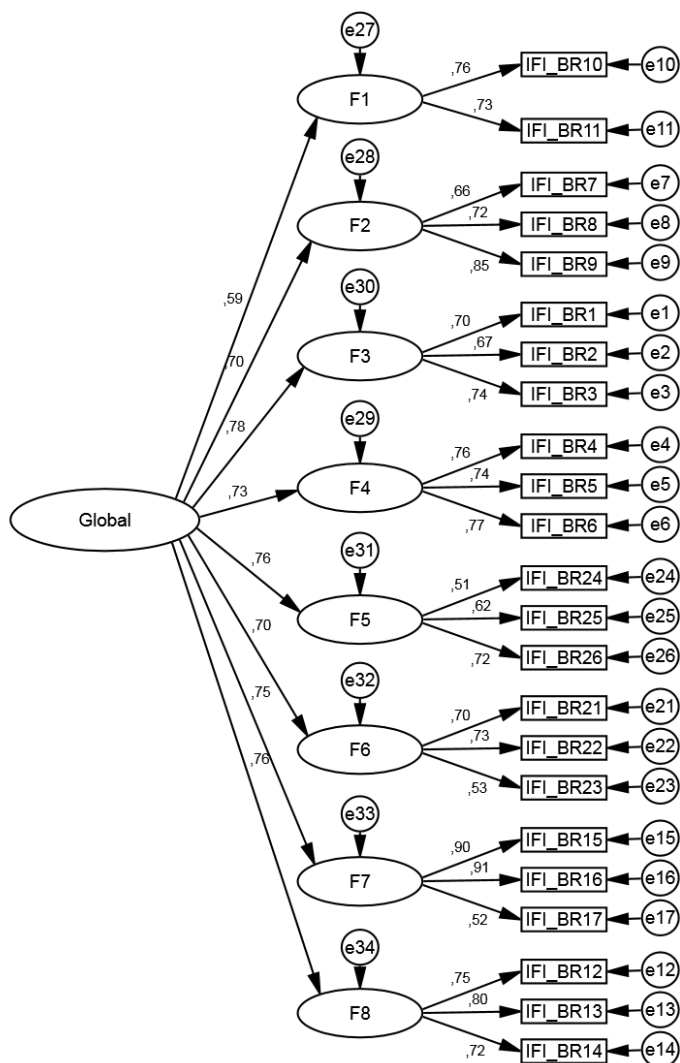 e27
,76
IFI_BR10
e10
F1
,73
IFI_BR11
e11
e28
,66
IFI_BR7
e7
,72
IFI_BR8
e8
F2
,85
IFI_BR9
e9
,59
e30
,70
IFI_BR1
e1
,70
F3
,67
IFI_BR2
e2
,74
IFI_BR3
e3
,78
e29
,76
IFI_BR4
e4
,73
F4
,74
IFI_BR5
e5
Global
,77
IFI_BR6
e6
,76
e31
,51
IFI_BR24
e24
F5
,62
IFI_BR25
e25
,70
,72
IFI_BR26
e26
e32
,75
,70
IFI_BR21
e21
,76
F6
,73
IFI_BR22
e22
,53
IFI_BR23
e23
e33
,90
IFI_BR15
e15
F7
,91
IFI_BR16
e16
,52
IFI_BR17
e17
e34
,75
IFI_BR12
e12
F8
,80
IFI_BR13
e13
,72
IFI_BR14
e14